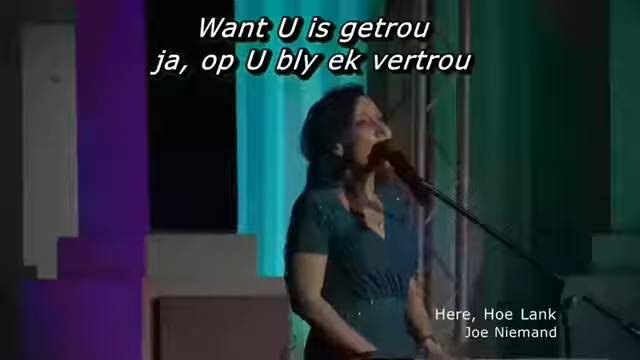 Want U is getrou
ja, op U bly ek vertrou
Here, Hoe Lank
Joe Niemand